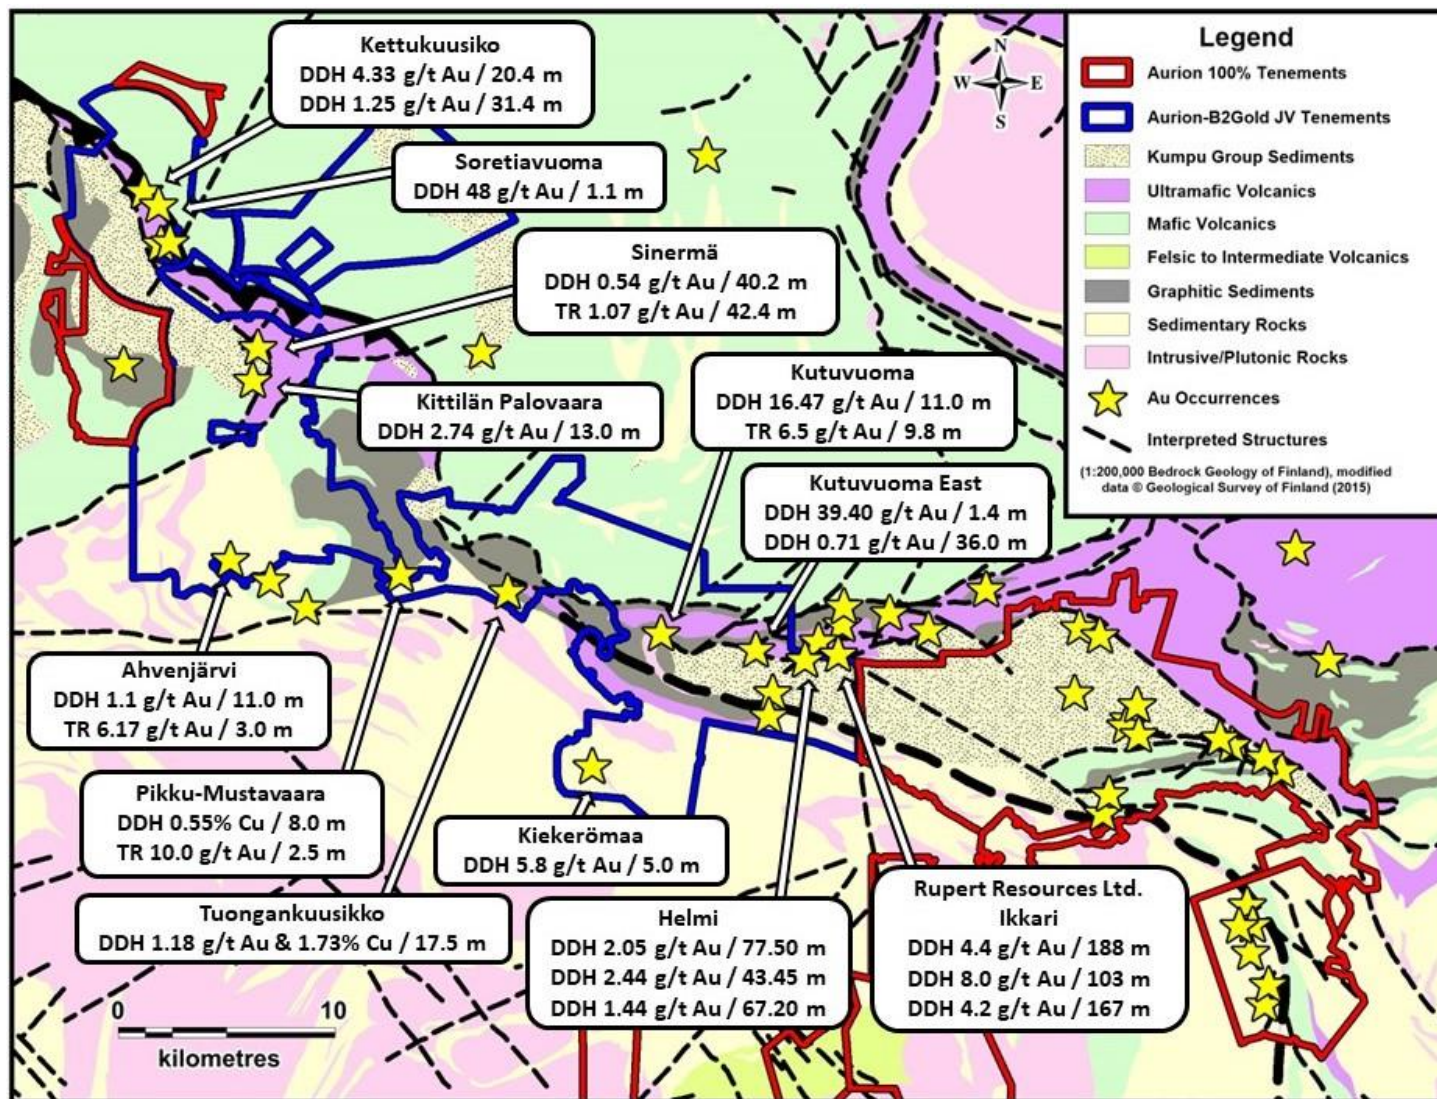 Kettukuusiko
DDH 4.33 g/t Au / 20.4 m
DDH 1.25 g/t Au / 31.4 m
Soretiavuoma
DDH 48 g/t Au / 1.1 m
Sinermä
DDH 0.54 g/t Au / 40.2 m
TR 1.07 g/t Au / 42.4 m
Kittilän Palovaara
DDH 2.74 g/t Au / 13.0 m
Kutuvuoma
DDH 16.47 g/t Au / 11.0 m
TR 6.5 g/t Au / 9.8 m
Kutuvuoma East
DDH 39.40 g/t Au / 1.4 m
DDH 0.71 g/t Au / 36.0 m
N
W E
S
Legend
Aurion 100% Tenements
Aurion-B2Gold JV Tenements
Kumpu Group Sediments
Ultramafic Volcanics
Mafic Volcanics
Felsic to Intermediate Volcanics
Graphitic Sediments
Sedimentary Rocks
Intrusive/Plutonic Rocks
Au Occurrences
Interpreted Structures
(1:200,000 Bedrock Geology of Finland), modified
data © Geological Survey of Finland (2015)
Ahvenjärvi
DDH 1.1 g/t Au / 11.0 m
TR 6.17 g/t Au / 3.0 m
Pikku-Mustavaara
DDH 0.55% Cu / 8.0 m
TR 10.0 g/t Au / 2.5 m
Tuongankuusikko
DDH 1.18 g/t Au & 1.73% Cu / 17.5 m
Kiekerömaa
DDH 5.8 g/t Au / 5.0 m
Helmi
DDH 2.05 g/t Au / 77.50 m
DDH 2.44 g/t Au / 43.45 m
DDH 1.44 g/t Au / 67.20 m
Rupert Resources Ltd.
Ikkari
DDH 4.4 g/t Au / 188 m
DDH 8.0 g/t Au / 103 m
DDH 4.2 g/t Au / 167 m
0 10
kilometres